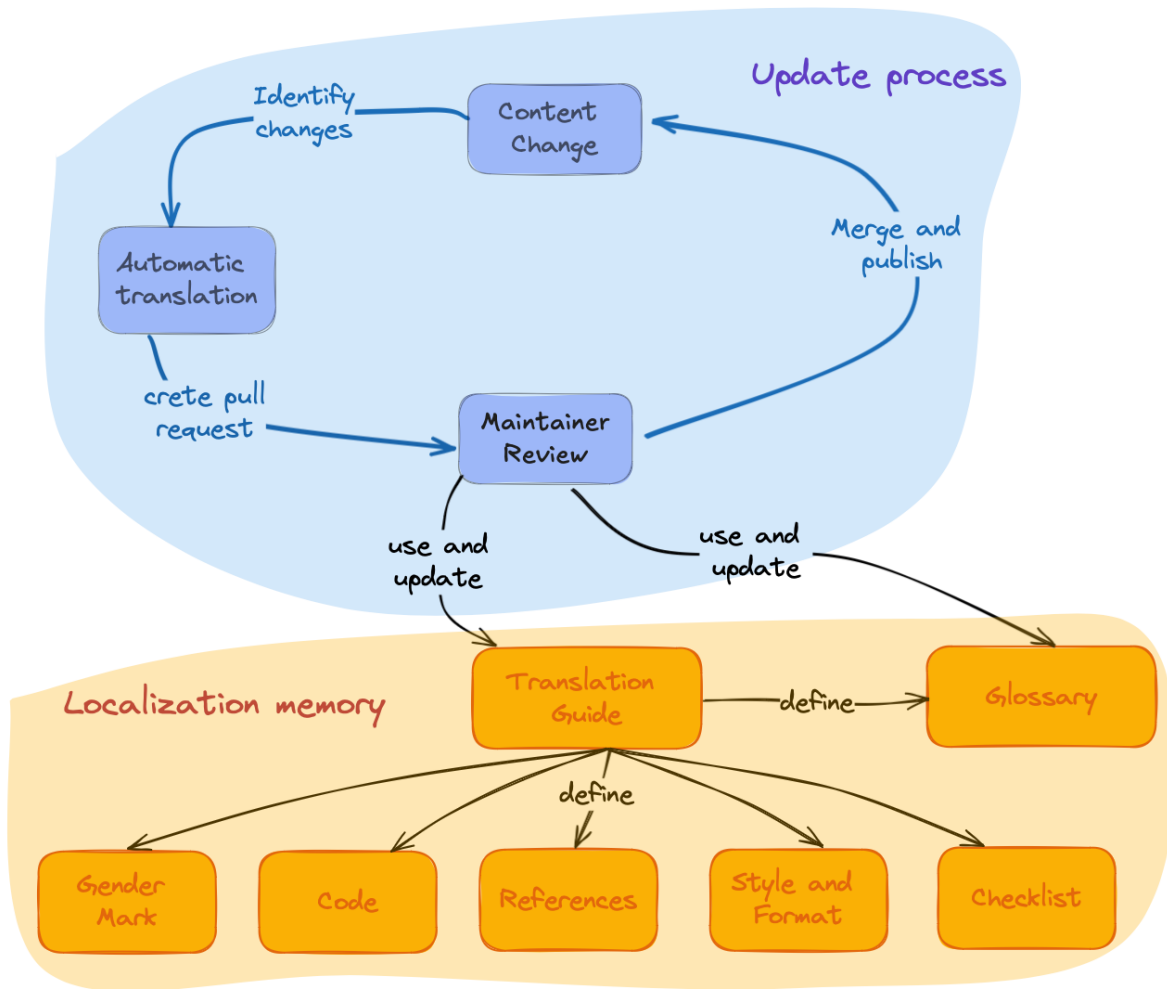 Update process
Identify
changes
Content
Change
Automatic
translation
Merge and
publish
crete pull
request
Maintainer
Review
use and
update
use and
update
Localization memory
Translation
Guide
define
Glossary
define
Gender
Mark
Code
References
Style and
Format
Checklist